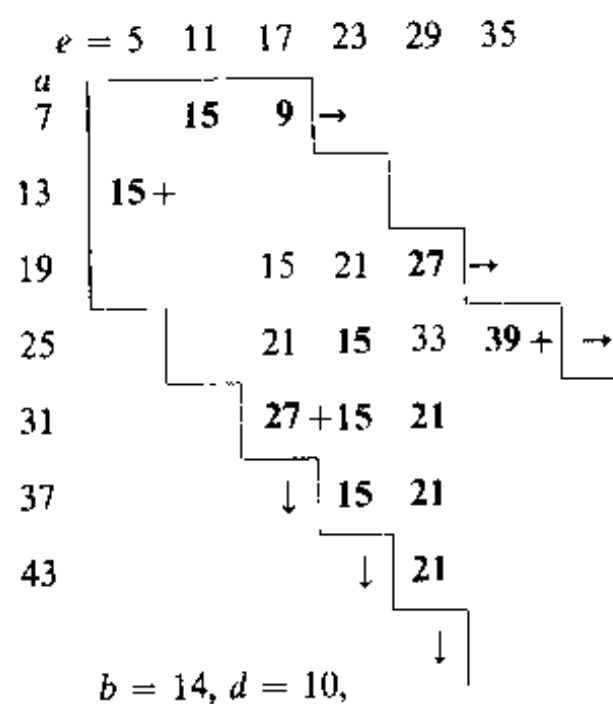 e = 5 11 17 23 29 35
a
7 15 9 →
13 15 +
19 15 21 27 →
25 21 15 33 39 + →
31 27 + 15 21
37 ↓ 15 21
43 ↓ 21
↓
b = 14, d = 10,